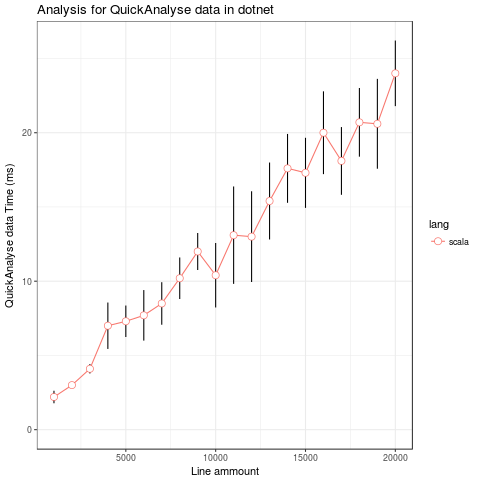 Analysis for QuickAnalyse data in dotnet
QuickAnalyse data Time (ms)
20
10
0
5000
10000
15000
20000
Line ammount
lang
scala